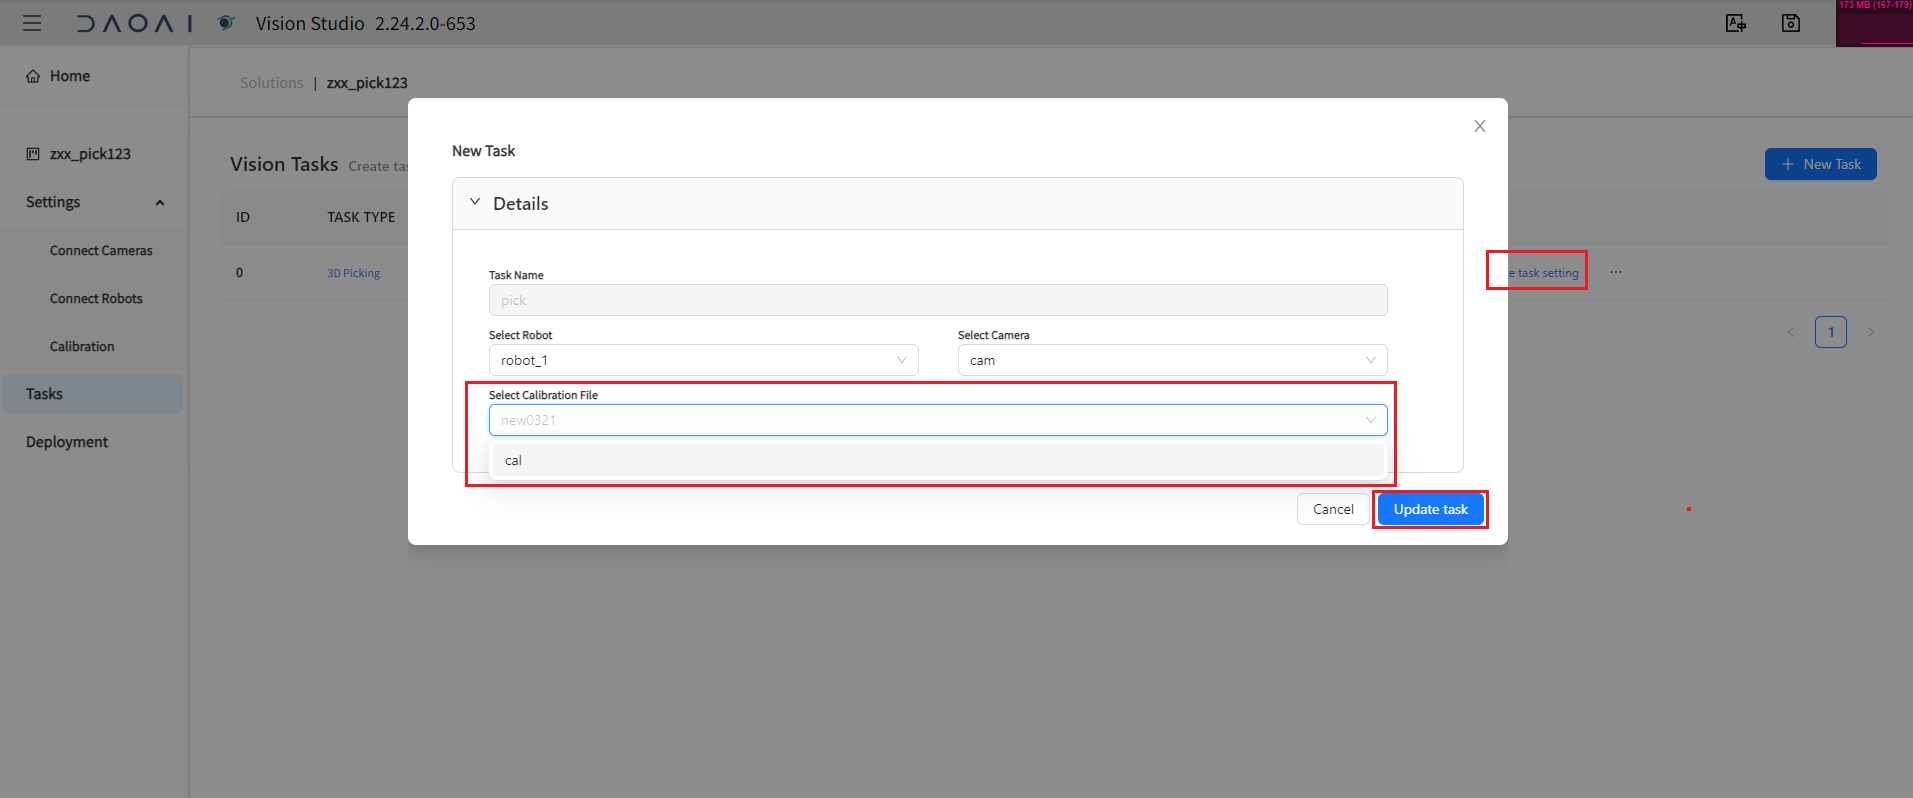 DAOAI Vision Studio 2.24.2.0-653
173 MB (167-179)
Home
Solutions | zxx_pick123
zxx_pick123
Settings
Connect Cameras
Connect Robots
Calibration
Tasks
Deployment
Vision Tasks Create tas
New Task
ID TASK TYPE
0 3D Picking
e task setting ...
1
New Task
Details
Task Name
pick
Select Robot Select Camera
robot_1 cam
Select Calibration File
new0321
cal
Cancel Update task